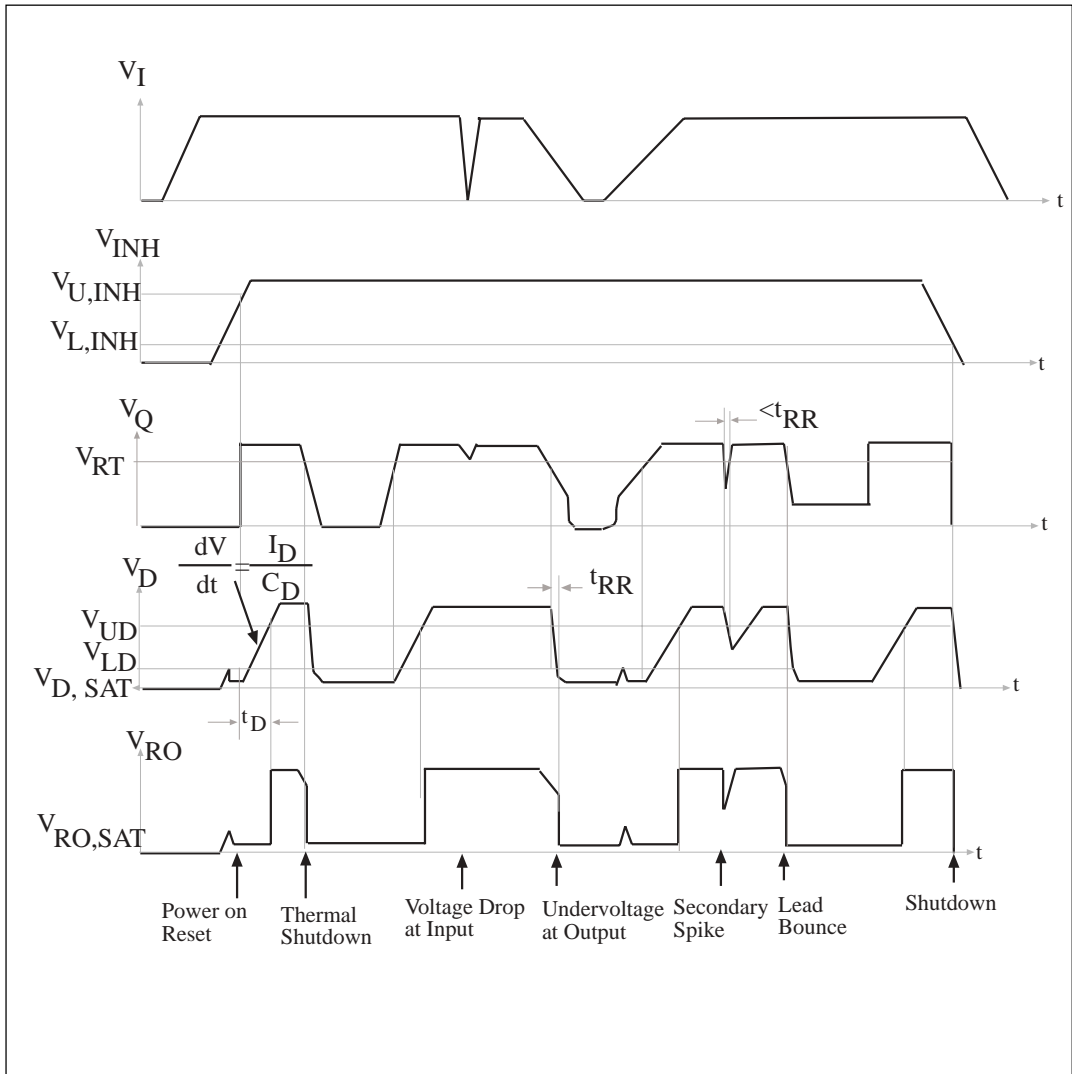 V_I
t
V_INH
V_U,INH
V_L,INH
t
V_Q
<t_RR
V_RT
t
dV/dt = I_D/C_D
V_D
t_RR
V_UD
V_LD
V_D, SAT
t
t_D
V_RO
V_RO,SAT
t
Power on
Reset
Thermal
Shutdown
Voltage Drop
at Input
Undervoltage
at Output
Secondary
Spike
Lead
Bounce
Shutdown